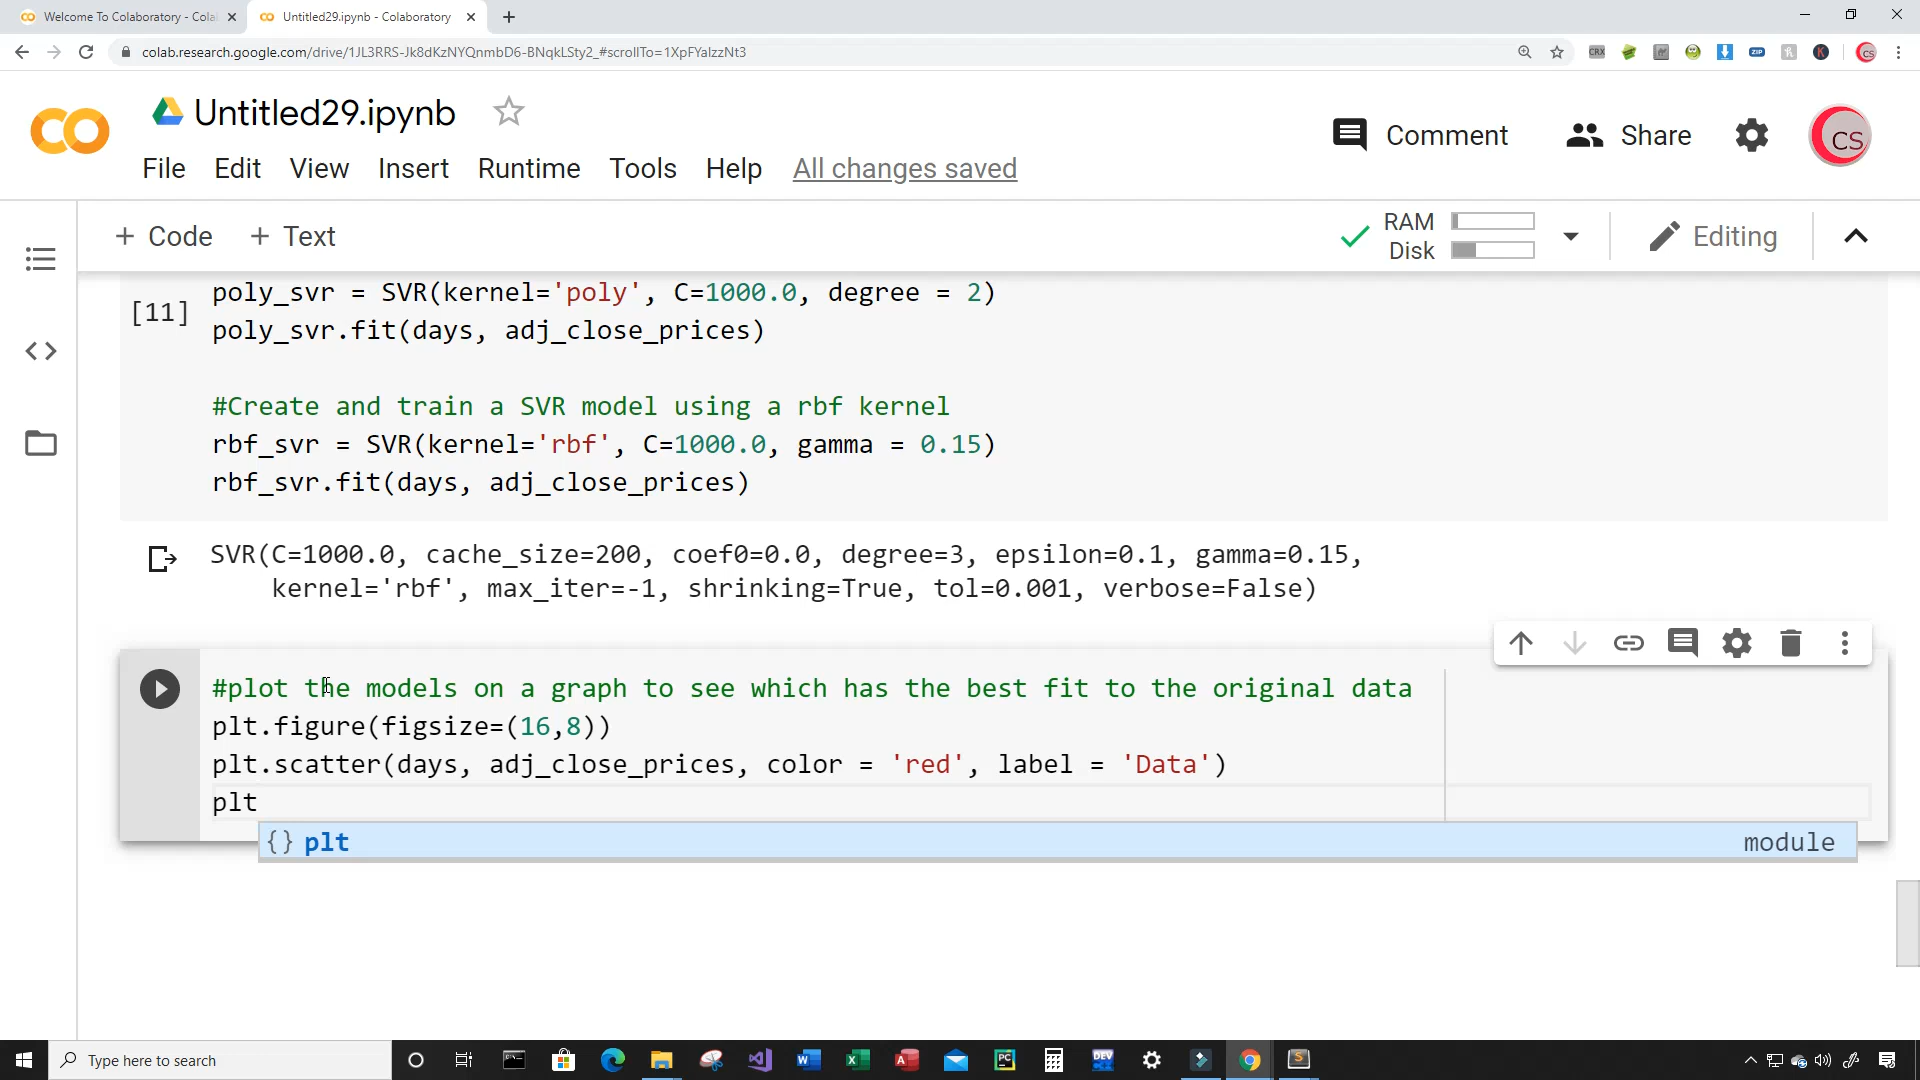 Welcome To Colaboratory - Cola
Untitled29.ipynb - Colaboratory
colab.research.google.com/drive/1JL3RRS-Jk8dKzNYQnmbD6-BNqkLSty2_#scrollTo=1XpFYalzzNt3
Untitled29.ipynb
Comment
Share
CS
File Edit View Insert Runtime Tools Help All changes saved
+ Code + Text
RAM
Disk
Editing
poly_svr = SVR(kernel='poly', C=1000.0, degree = 2)
[11]
poly_svr.fit(days, adj_close_prices)
#Create and train a SVR model using a rbf kernel
rbf_svr = SVR(kernel='rbf', C=1000.0, gamma = 0.15)
rbf_svr.fit(days, adj_close_prices)
SVR(C=1000.0, cache_size=200, coef0=0.0, degree=3, epsilon=0.1, gamma=0.15,
kernel='rbf', max_iter=-1, shrinking=True, tol=0.001, verbose=False)
#plot the models on a graph to see which has the best fit to the original data
plt.figure(figsize=(16,8))
plt.scatter(days, adj_close_prices, color = 'red', label = 'Data')
plt
{} plt module
Type here to search